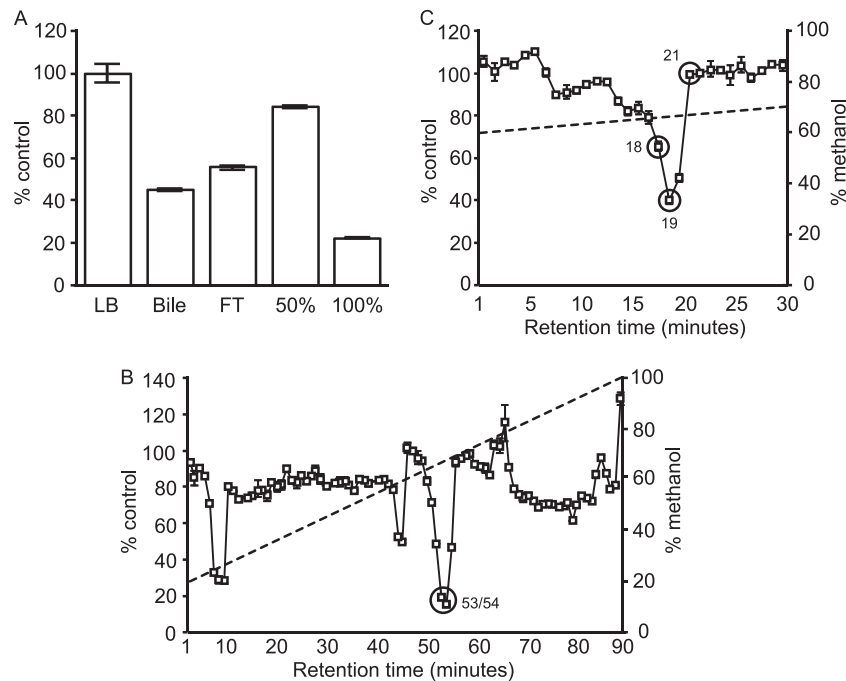 A
120
100
80
60
40
20
0
% control
LB Bile FT 50% 100%
C
120
100
80
60
40
20
0
% control
100
80
60
40
20
0
% methanol
21
18
19
1 5 10 15 20 25 30
Retention time (minutes)
B
140
120
100
80
60
40
20
0
% control
100
80
60
40
20
0
% methanol
53/54
1 10 20 30 40 50 60 70 80 90
Retention time (minutes)